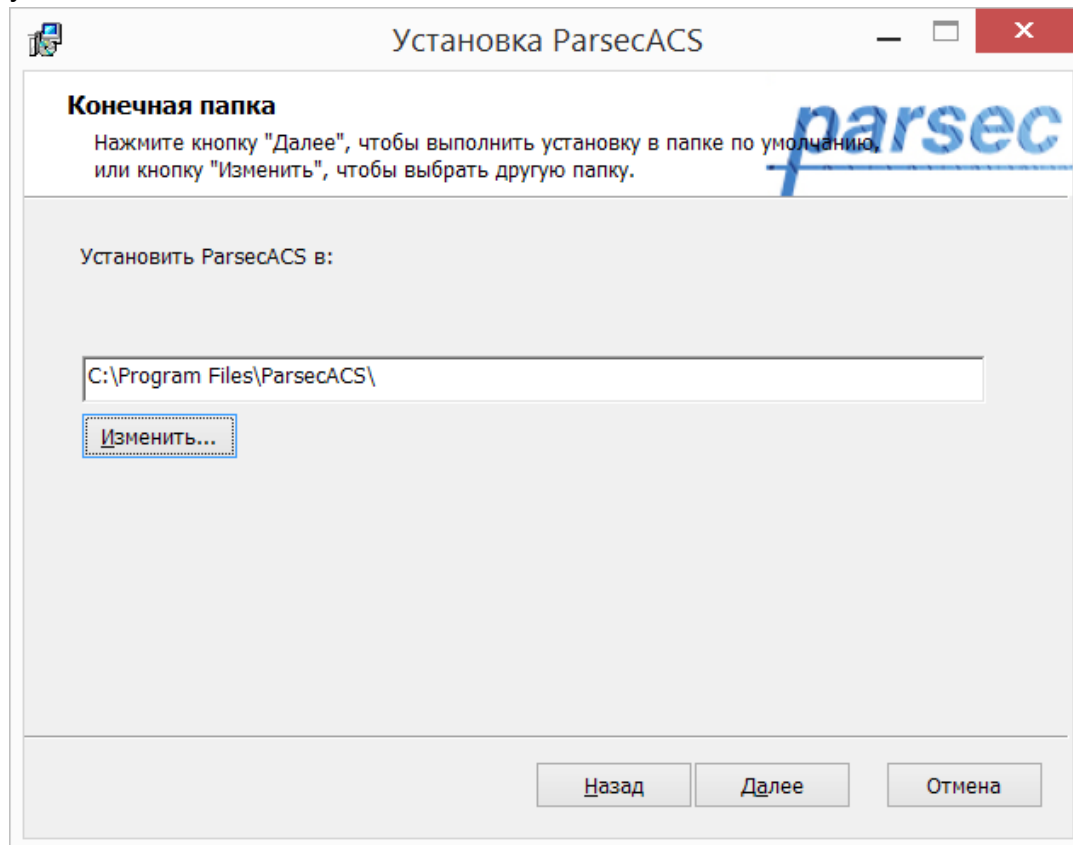 Установка ParsecACS
Конечная папка
Нажмите кнопку "Далее", чтобы выполнить установку в папке по умолчанию,
или кнопку "Изменить", чтобы выбрать другую папку.
parsec
Установить ParsecACS в:
C:\Program Files\ParsecACS\
Изменить...
Назад
Далее
Отмена